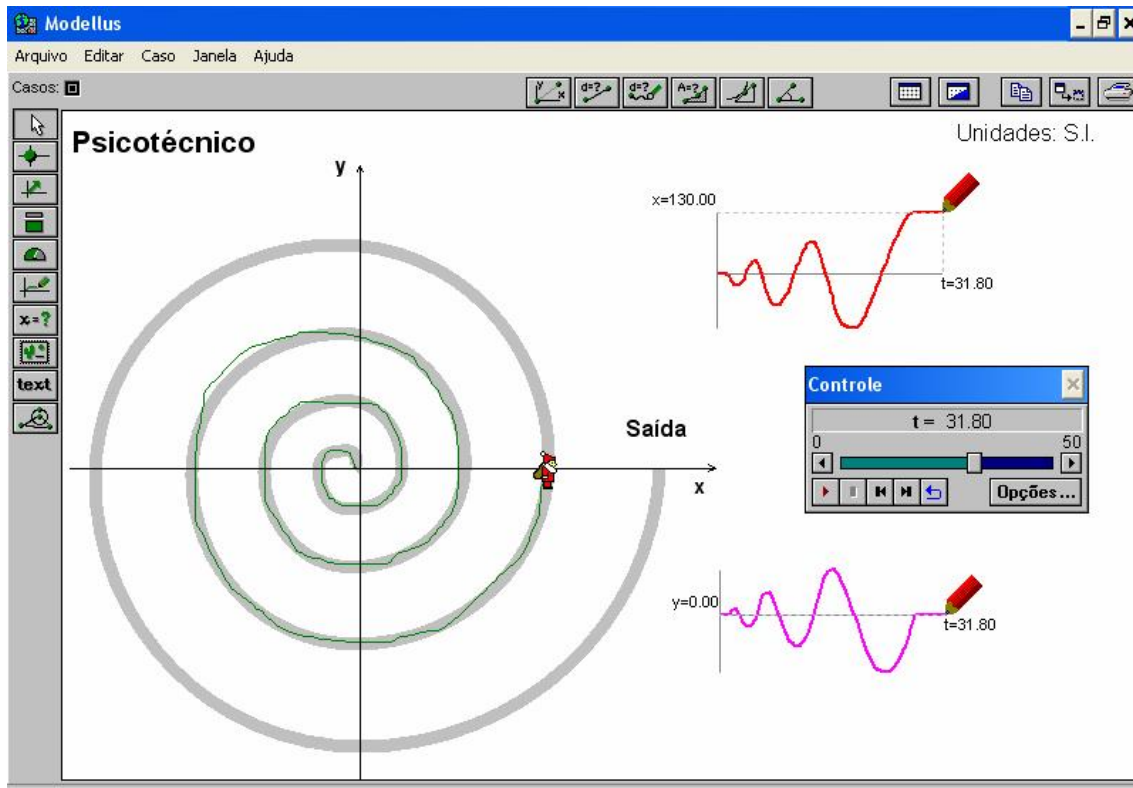 Modellus
Arquivo Editar Caso Janela Ajuda
Casos:
y x d=? d=? A=?
Psicotécnico
Unidades: S.I.
y
x=130.00
t=31.80
x=?
text
Controle
t = 31.80
0 50
Opções...
Saída
x
y=0.00
t=31.80